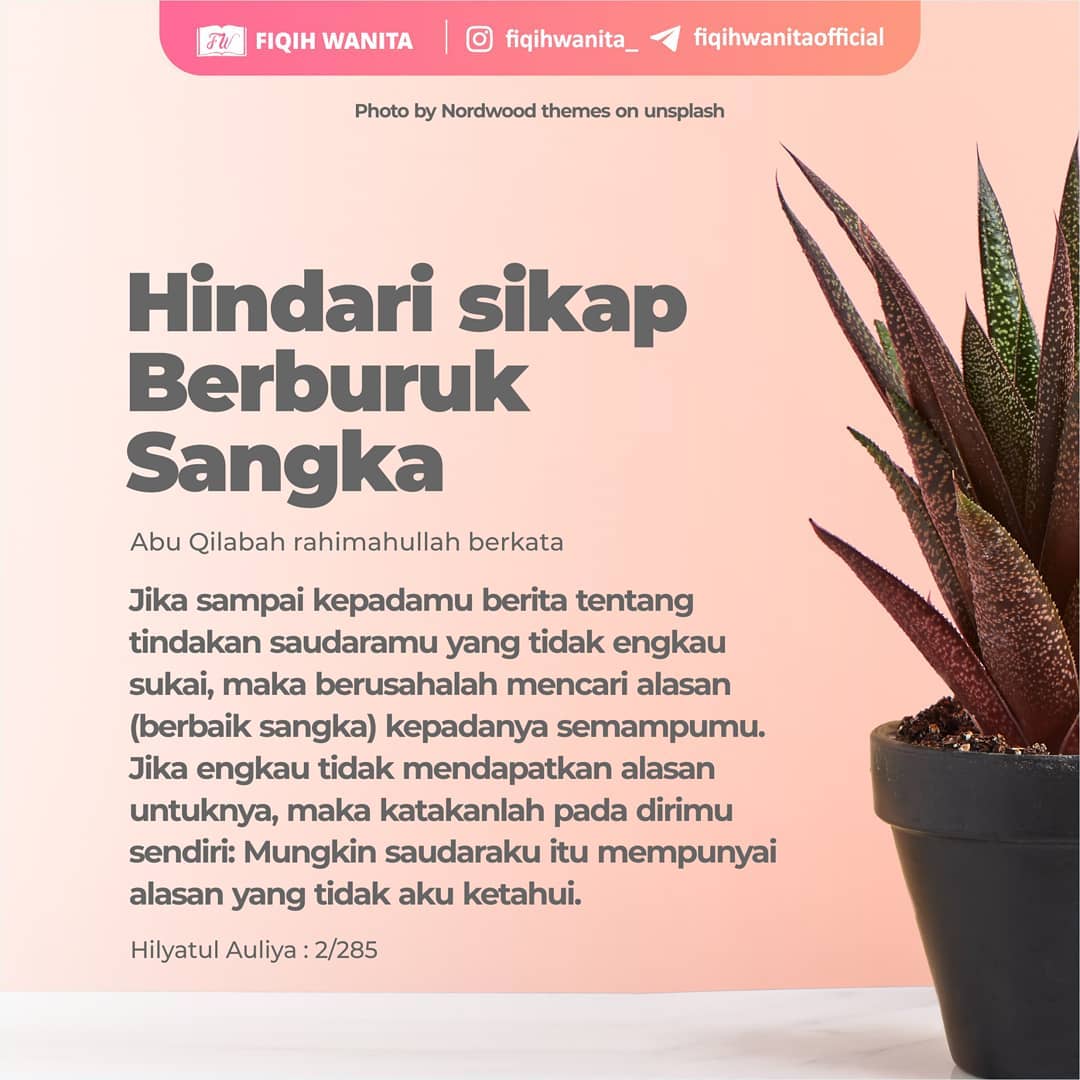 FW FIQIH WANITA | fiqihwanita_ fiqihwanitaofficial
Photo by Nordwood themes on unsplash
Hindari sikap
Berburuk
Sangka
Abu Qilabah rahimahullah berkata
Jika sampai kepadamu berita tentang
tindakan saudaramu yang tidak engkau
sukai, maka berusahalah mencari alasan
(berbaik sangka) kepadanya semampumu.
Jika engkau tidak mendapatkan alasan
untuknya, maka katakanlah pada dirimu
sendiri: Mungkin saudaraku itu mempunyai
alasan yang tidak aku ketahui.
Hilyatul Auliya : 2/285